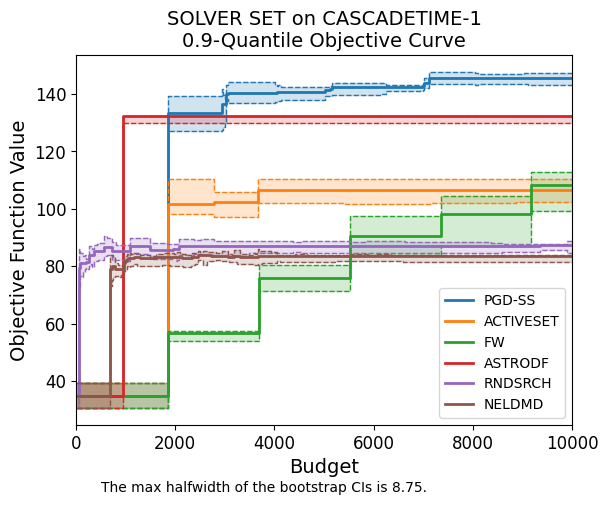 SOLVER SET on CASCADETIME-1
0.9-Quantile Objective Curve
Objective Function Value
140
120
100
80
60
40
0
2000
4000
6000
8000
10000
Budget
PGD-SS
ACTIVESET
FW
ASTRODF
RNDSRCH
NELDMD
The max halfwidth of the bootstrap CIs is 8.75.